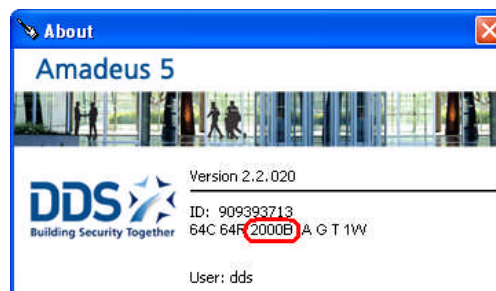 About
Amadeus 5
Version 2.2.020
DDS
Building Security Together
ID: 909393713
64C 64R 2000B IA G T 1W
User: dds